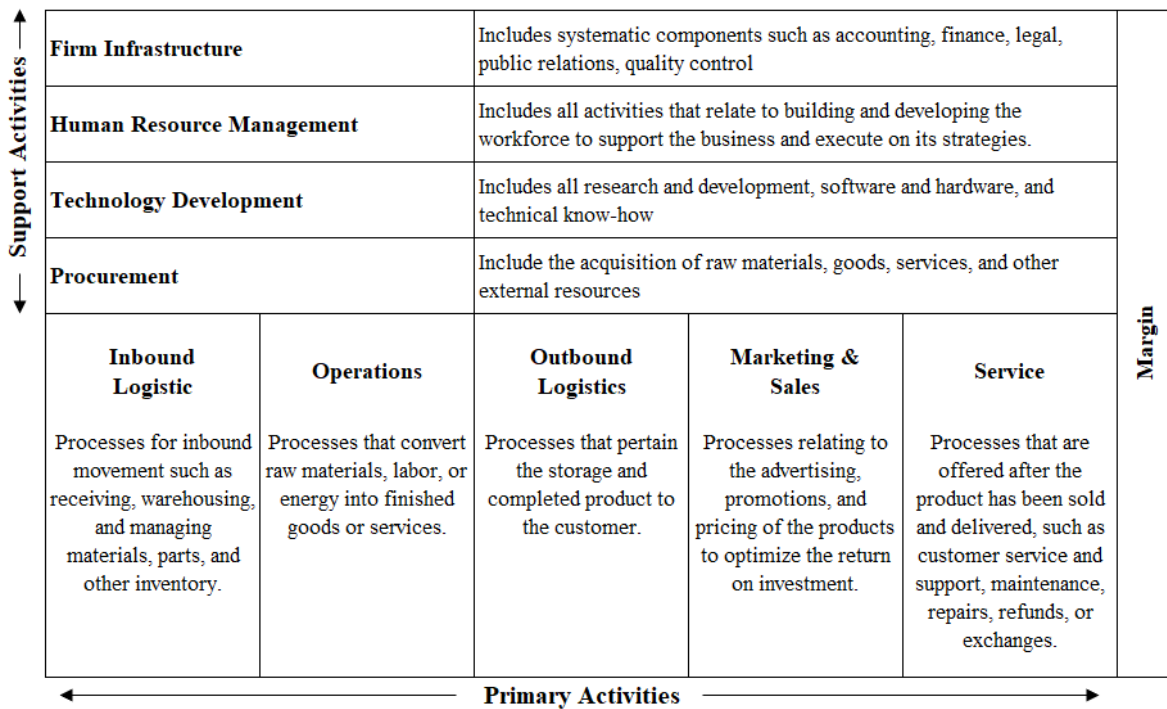 Support Activities
Firm Infrastructure
Includes systematic components such as accounting, finance, legal,
public relations, quality control
Human Resource Management
Includes all activities that relate to building and developing the
workforce to support the business and execute on its strategies.
Technology Development
Includes all research and development, software and hardware, and
technical know-how
Procurement
Include the acquisition of raw materials, goods, services, and other
external resources
Inbound
Logistic
Processes for inbound
movement such as
receiving, warehousing,
and managing
materials, parts, and
other inventory.
Operations
Processes that convert
raw materials, labor, or
energy into finished
goods or services.
Outbound
Logistics
Processes that pertain
the storage and
completed product to
the customer.
Marketing &
Sales
Processes relating to
the advertising,
promotions, and
pricing of the products
to optimize the return
on investment.
Service
Processes that are
offered after the
product has been sold
and delivered, such as
customer service and
support, maintenance,
repairs, refunds, or
exchanges.
Margin
Primary Activities